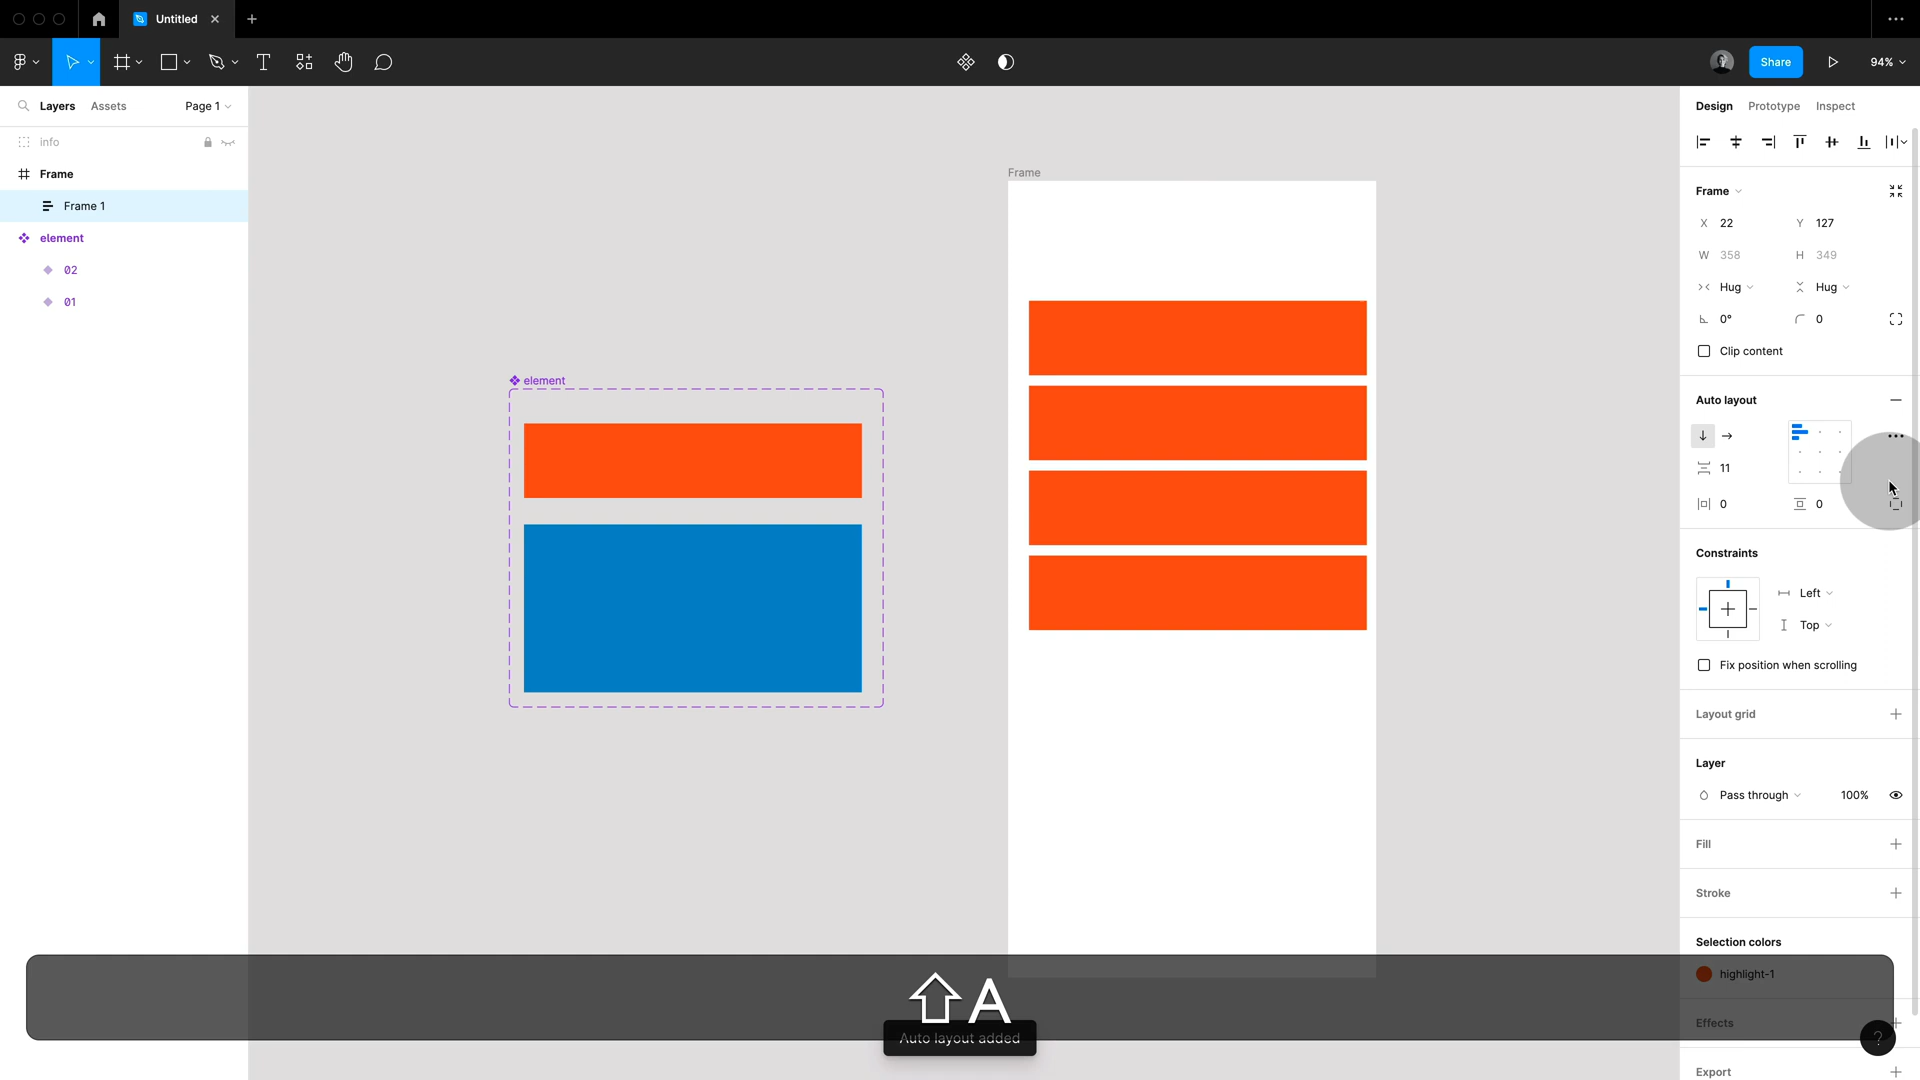 Untitled
Share
94%
Layers Assets Page 1
Design Prototype Inspect
info
Frame
Frame 1
element
02
01
Frame
element
Frame
X 22 Y 127
W 358 H 349
Hug Hug
0° 0
Clip content
Auto layout
11
0 0
Constraints
Left
Top
Fix position when scrolling
Layout grid
Layer
Pass through 100%
Fill
Stroke
Selection colors
highlight-1
Effects
Export
A
Auto layout added
?